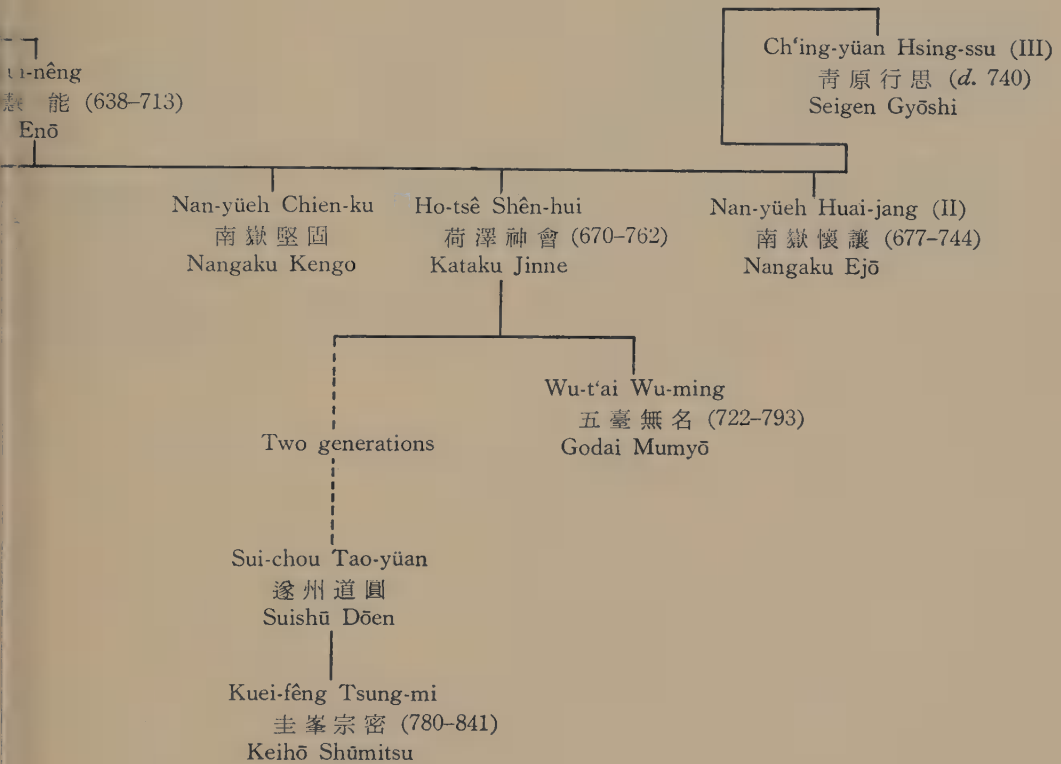 Ch‘ing-yüan Hsing-ssu (III)
靑原行思 (d. 740)
Seigen Gyōshi
-nêng
能 (638–713)
Enō
Nan-yüeh Chien-ku
南嶽堅固
Nangaku Kengo
Ho-tsê Shên-hui
荷澤神會 (670–762)
Kataku Jinne
Nan-yüeh Huai-jang (II)
南嶽懷讓 (677–744)
Nangaku Ejō
Wu-t‘ai Wu-ming
五臺無名 (722–793)
Godai Mumyō
Two generations
Sui-chou Tao-yüan
遂州道圓
Suishū Dōen
Kuei-fêng Tsung-mi
圭峯宗密 (780–841)
Keihō Shūmitsu